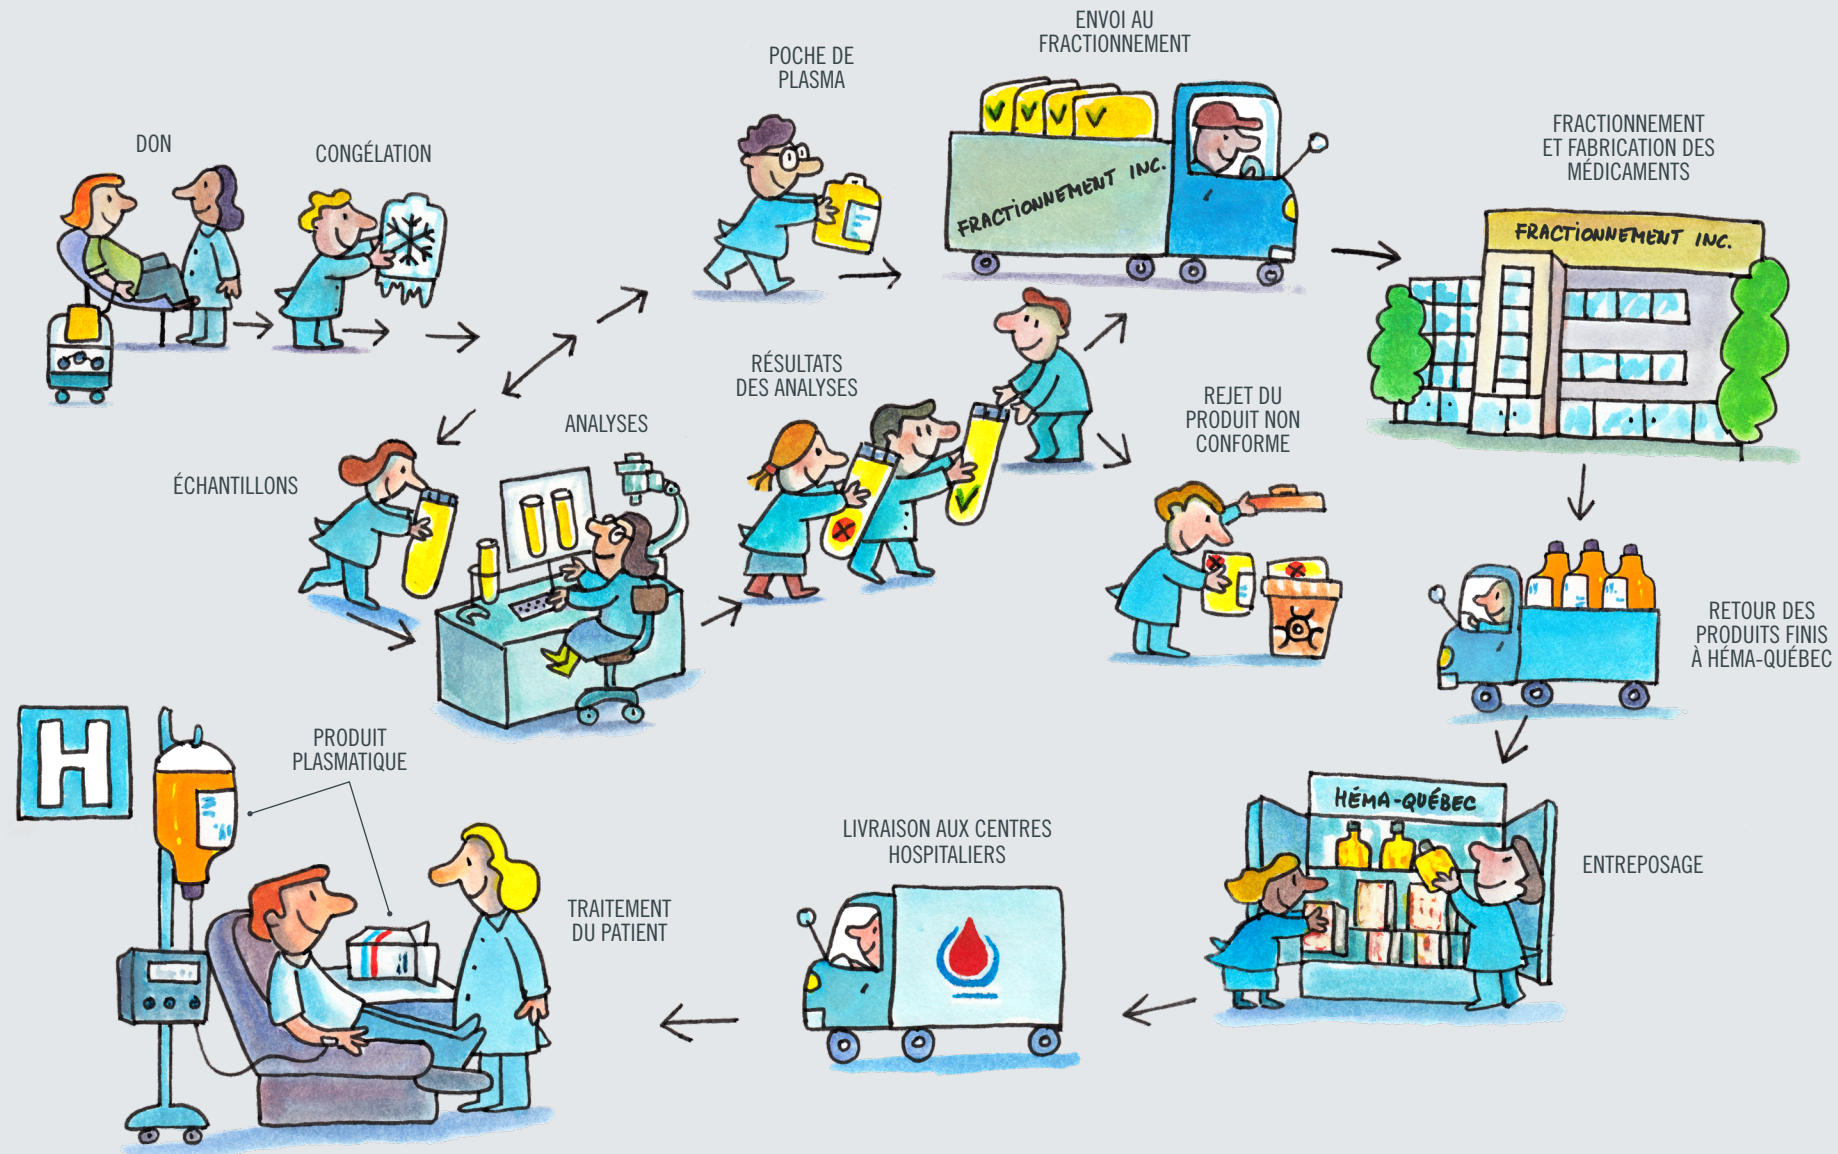 DON
CONGÉLATION
POCHE DE
PLASMA
ENVOI AU
FRACTIONNEMENT
FRACTIONNEMENT INC.
FRACTIONNEMENT
ET FABRICATION DES
MÉDICAMENTS
FRACTIONNEMENT INC.
ÉCHANTILLONS
ANALYSES
RÉSULTATS
DES ANALYSES
REJET DU
PRODUIT NON
CONFORME
RETOUR DES
PRODUITS FINIS
À HÉMA-QUÉBEC
HÉMA-QUÉBEC
ENTREPOSAGE
LIVRAISON AUX CENTRES
HOSPITALIERS
H
PRODUIT
PLASMATIQUE
TRAITEMENT
DU PATIENT